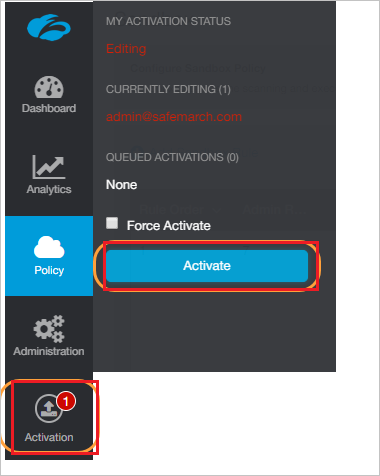 MY ACTIVATION STATUS
Editing
CURRENTLY EDITING (1)
admin@safemarch.com
QUEUED ACTIVATIONS (0)
None
Force Activate
Activate
Dashboard
Analytics
Policy
Administration
1
Activation